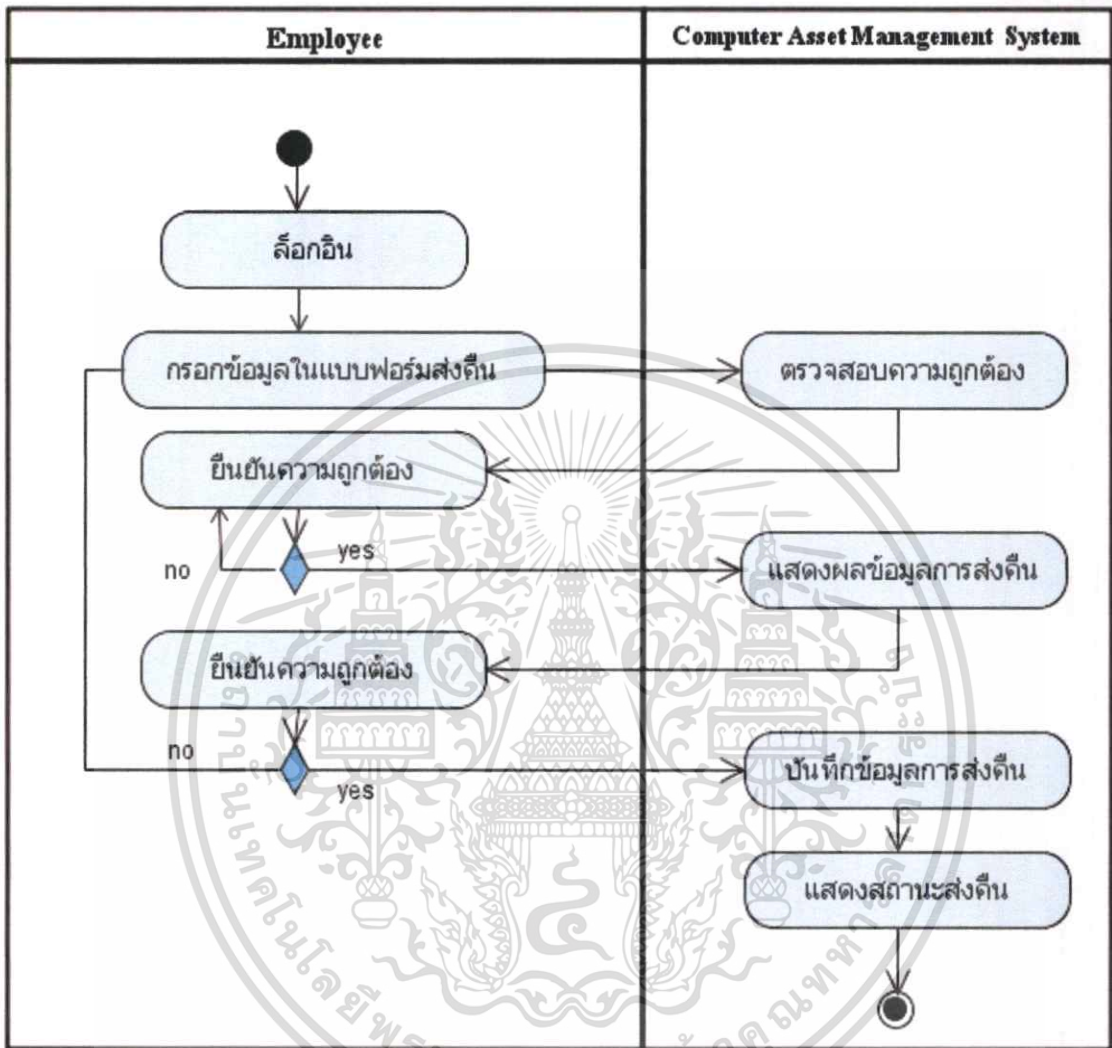 Employee
Computer Asset Management System
ล็อกอิน
กรอกข้อมูลในแบบฟอร์มส่งคืน
ตรวจสอบความถูกต้อง
ยืนยันความถูกต้อง
no
yes
แสดงผลข้อมูลการส่งคืน
ยืนยันความถูกต้อง
no
yes
บันทึกข้อมูลการส่งคืน
แสดงสถานะส่งคืน